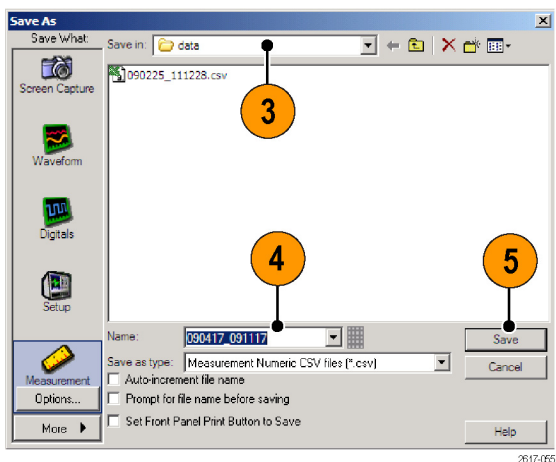 Save As
Save What:
Save in: data
090225_111228.csv
3
Screen Capture
Waveform
Digitals
Setup
4
5
Name: 090417_091117
Save
Save as type: Measurement Numeric CSV files (*.csv)
Cancel
Measurement
Auto-increment file name
Options...
Prompt for file name before saving
More
Set Front Panel Print Button to Save
Help
2617-055